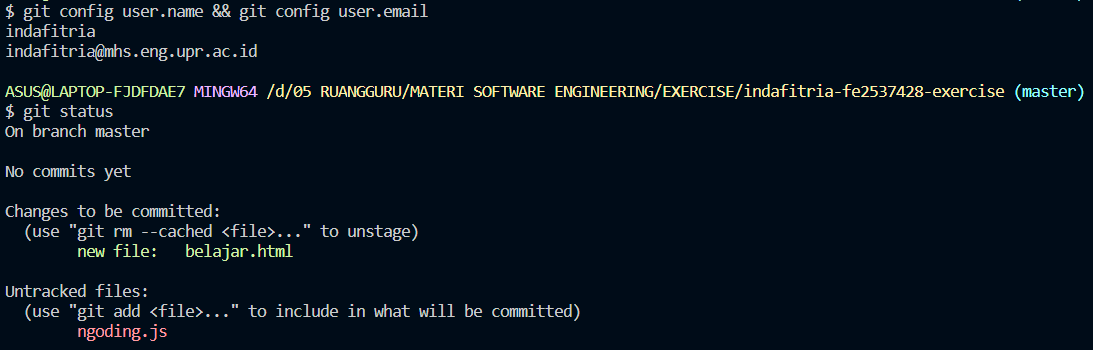 $ git config user.name && git config user.email
indafitria
indafitria@mhs.eng.upr.ac.id
ASUS@LAPTOP-FJDFDAE7 MINGW64 /d/05 RUANGGURU/MATERI SOFTWARE ENGINEERING/EXERCISE/indafitria-fe2537428-exercise (master)
$ git status
On branch master
No commits yet
Changes to be committed:
(use "git rm --cached <file>..." to unstage)
new file:   belajar.html
Untracked files:
(use "git add <file>..." to include in what will be committed)
ngoding.js